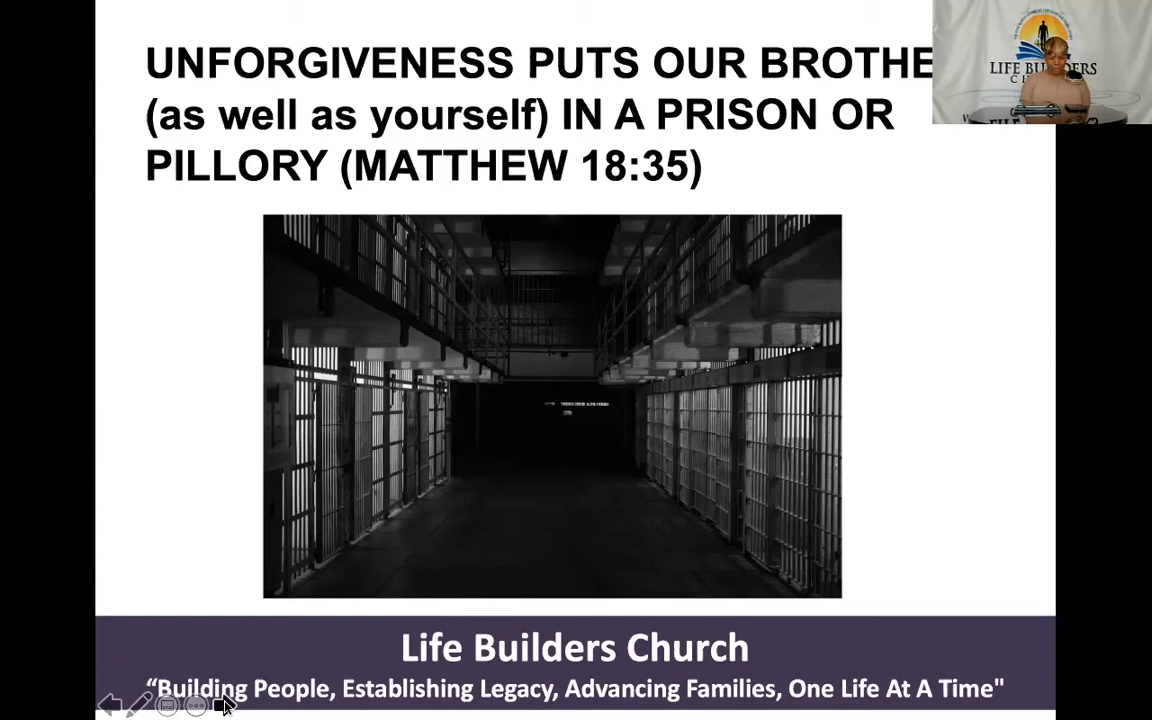 UNFORGIVENESS PUTS OUR BROTHE
(as well as yourself) IN A PRISON OR
PILLORY (MATTHEW 18:35)
LIFE BUILDERS
Life Builders Church
“Building People, Establishing Legacy, Advancing Families, One Life At A Time"